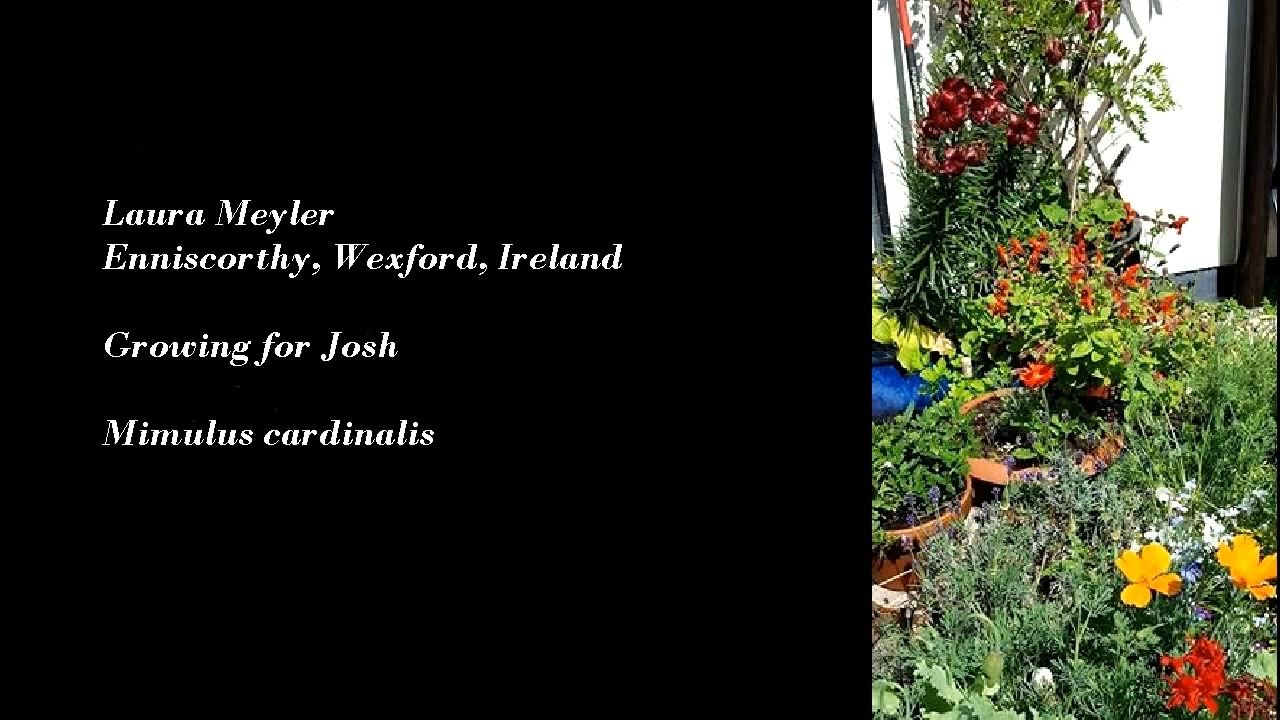 Laura Meyler
Enniscorthy, Wexford, Ireland
Growing for Josh
Mimulus cardinalis